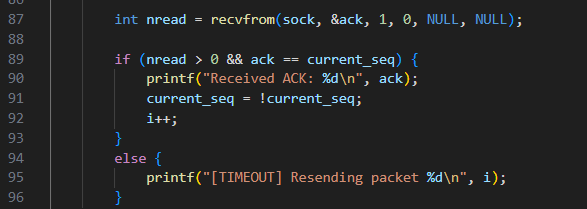 87 int nread = recvfrom(sock, &ack, 1, 0, NULL, NULL);
88
89 if (nread > 0 && ack == current_seq) {
90 printf("Received ACK: %d\n", ack);
91 current_seq = !current_seq;
92 i++;
93 }
94 else {
95 printf("[TIMEOUT] Resending packet %d\n", i);
96 }